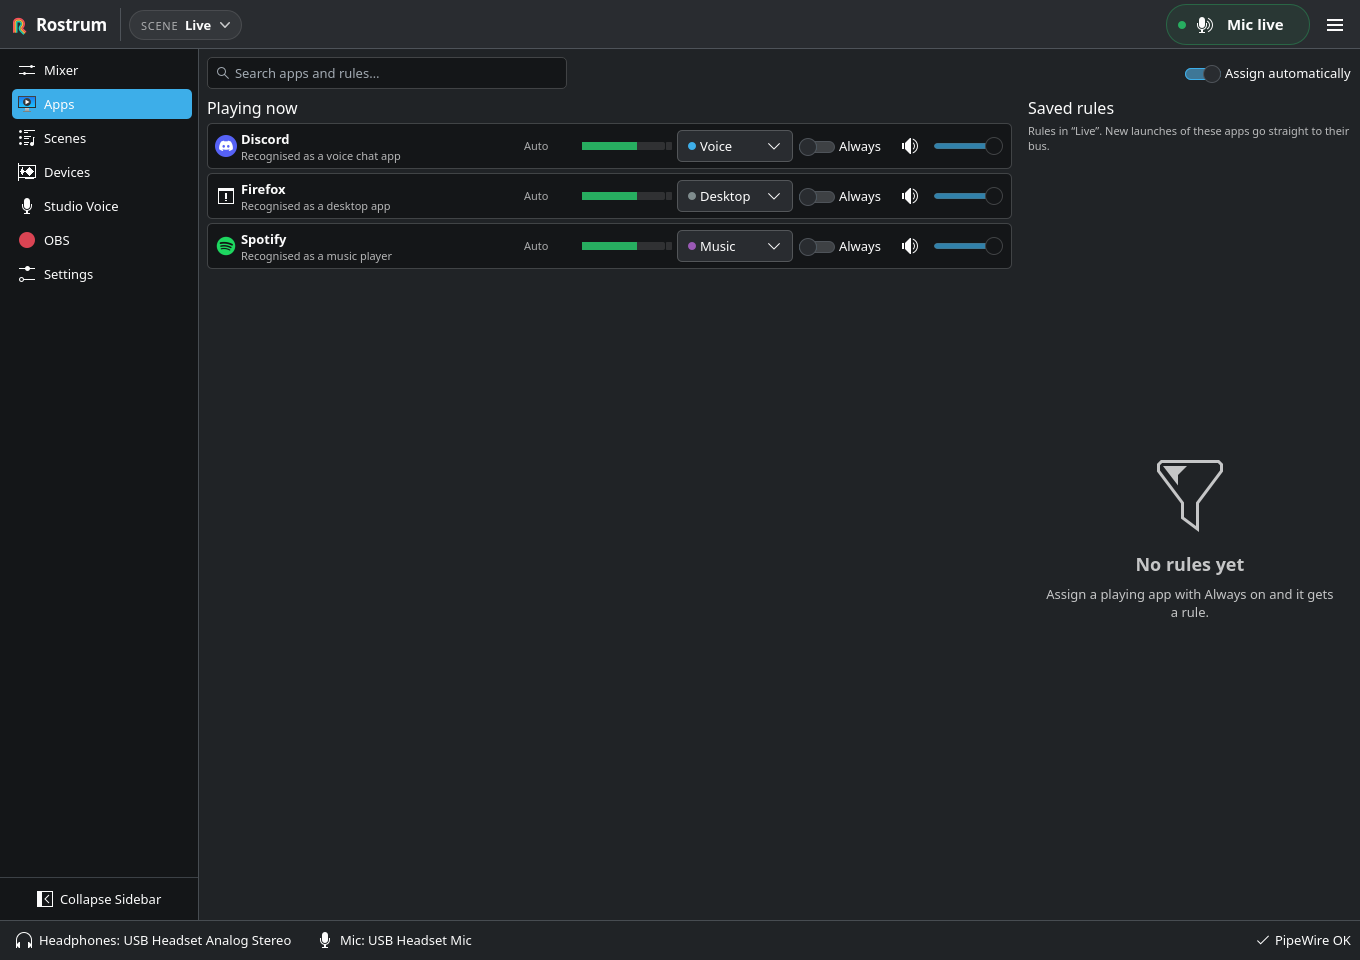 Rostrum
SCENE Live
Mic live
Mixer
Apps
Scenes
Devices
Studio Voice
OBS
Settings
Collapse Sidebar
Search apps and rules...
Assign automatically
Playing now
Discord
Recognised as a voice chat app
Auto
Voice
Always
Firefox
Recognised as a desktop app
Auto
Desktop
Always
Spotify
Recognised as a music player
Auto
Music
Always
Saved rules
Rules in “Live”. New launches of these apps go straight to their
bus.
No rules yet
Assign a playing app with Always on and it gets
a rule.
Headphones: USB Headset Analog Stereo
Mic: USB Headset Mic
PipeWire OK